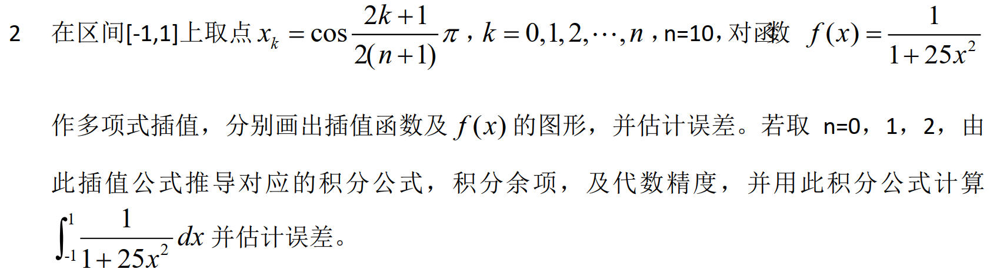 2 在区间[-1,1]上取点 $x_k = \cos\frac{2k+1}{2(n+1)}\pi$，$k = 0,1,2,\cdots,n$，n=10，对函数 $f(x) = \frac{1}{1+25x^2}$
作多项式插值，分别画出插值函数及 $f(x)$ 的图形，并估计误差。若取 n=0，1，2，由
此插值公式推导对应的积分公式，积分余项，及代数精度，并用此积分公式计算
$\int_{-1}^{1}\frac{1}{1+25x^2}dx$ 并估计误差。